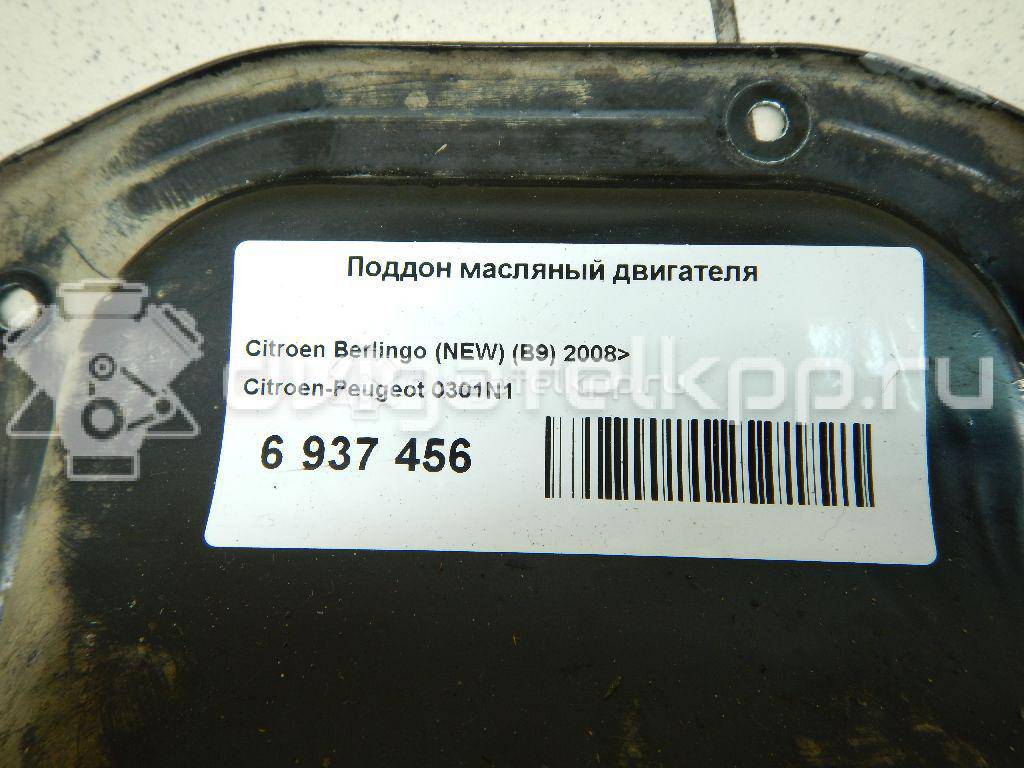 Поддон масляный двигателя
Citroen Berlingo (NEW) (B9) 2008>
Citroen-Peugeot 0301N1
6 937 456
dvigatelkpp.ru